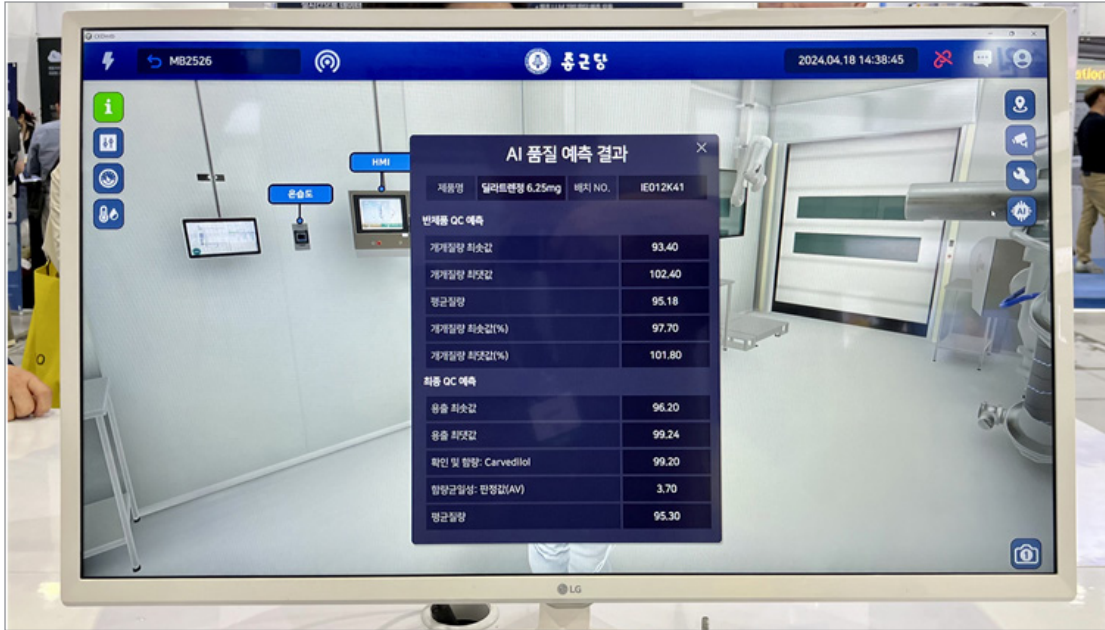 MB2526
종근당
2024.04.18 14:38:45
HMI
온습도
AI
AI 품질 예측 결과
제품명 딜라트렌정 6.25mg 배치 NO. IE012K41
반제품 QC 예측
개개질량 최솟값 93.40
개개질량 최댓값 102.40
평균질량 95.18
개개질량 최솟값(%) 97.70
개개질량 최댓값(%) 101.80
최종 QC 예측
용출 최솟값 96.20
용출 최댓값 99.24
확인 및 함량: Carvedilol 99.20
함량균일성: 판정값(AV) 3.70
평균질량 95.30
LG